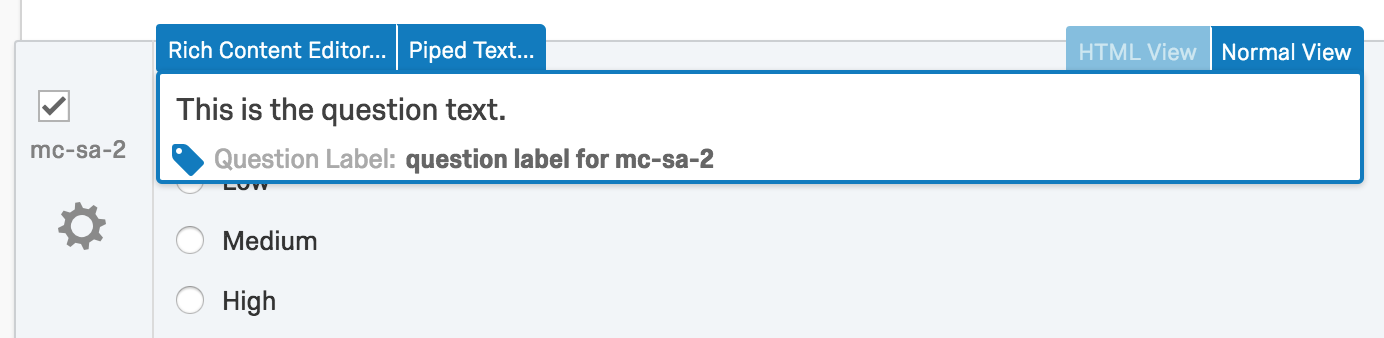 Rich Content Editor... Piped Text... HTML View Normal View
This is the question text.
mc-sa-2
Question Label: question label for mc-sa-2
Low
Medium
High